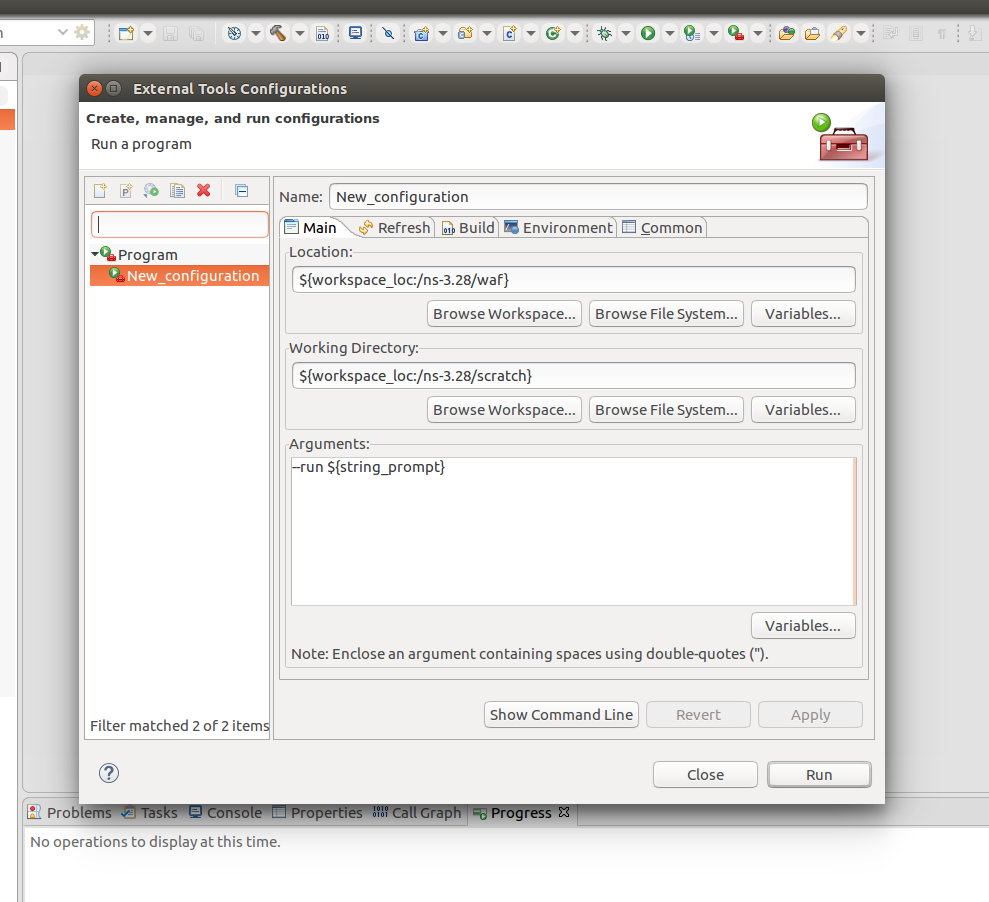 External Tools Configurations
Create, manage, and run configurations
Run a program
Name: New_configuration
Main Refresh Build Environment Common
Program
New_configuration
Location:
${workspace_loc:/ns-3.28/waf}
Browse Workspace... Browse File System... Variables...
Working Directory:
${workspace_loc:/ns-3.28/scratch}
Browse Workspace... Browse File System... Variables...
Arguments:
--run ${string_prompt}
Variables...
Note: Enclose an argument containing spaces using double-quotes (").
Show Command Line Revert Apply
Filter matched 2 of 2 items
Close Run
Problems Tasks Console Properties Call Graph Progress
No operations to display at this time.